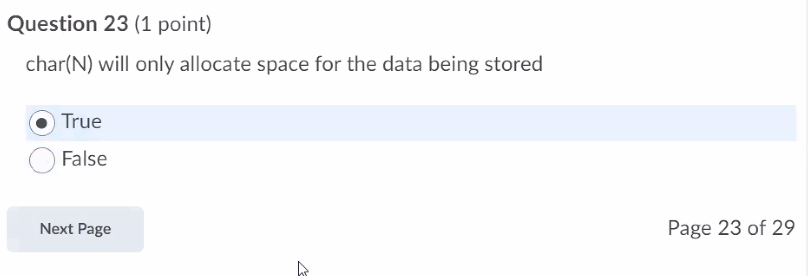 Question 23 (1 point)
char(N) will only allocate space for the data being stored
True
False
Next Page
Page 23 of 29